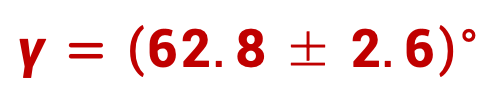 γ = (62.8 ± 2.6)°